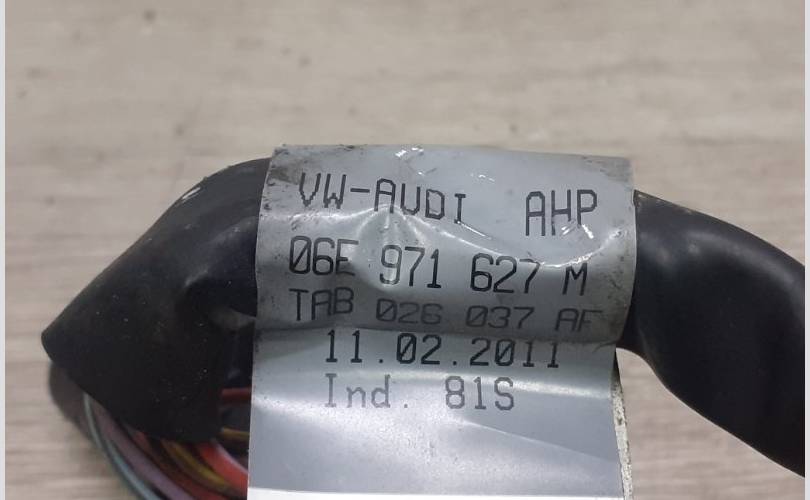 VW-AUDI AHP
06E 971 627 M
TAB 026 037 AF
11.02.2011
Ind. 81S